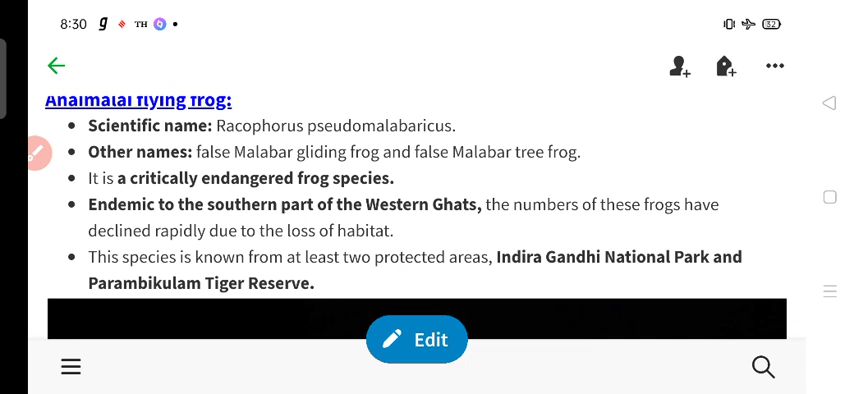 8:30 g TH 32
Anaimalai flying frog:
• Scientific name: Racophorus pseudomalabaricus.
• Other names: false Malabar gliding frog and false Malabar tree frog.
• It is a critically endangered frog species.
• Endemic to the southern part of the Western Ghats, the numbers of these frogs have
declined rapidly due to the loss of habitat.
• This species is known from at least two protected areas, Indira Gandhi National Park and
Parambikulam Tiger Reserve.
Edit